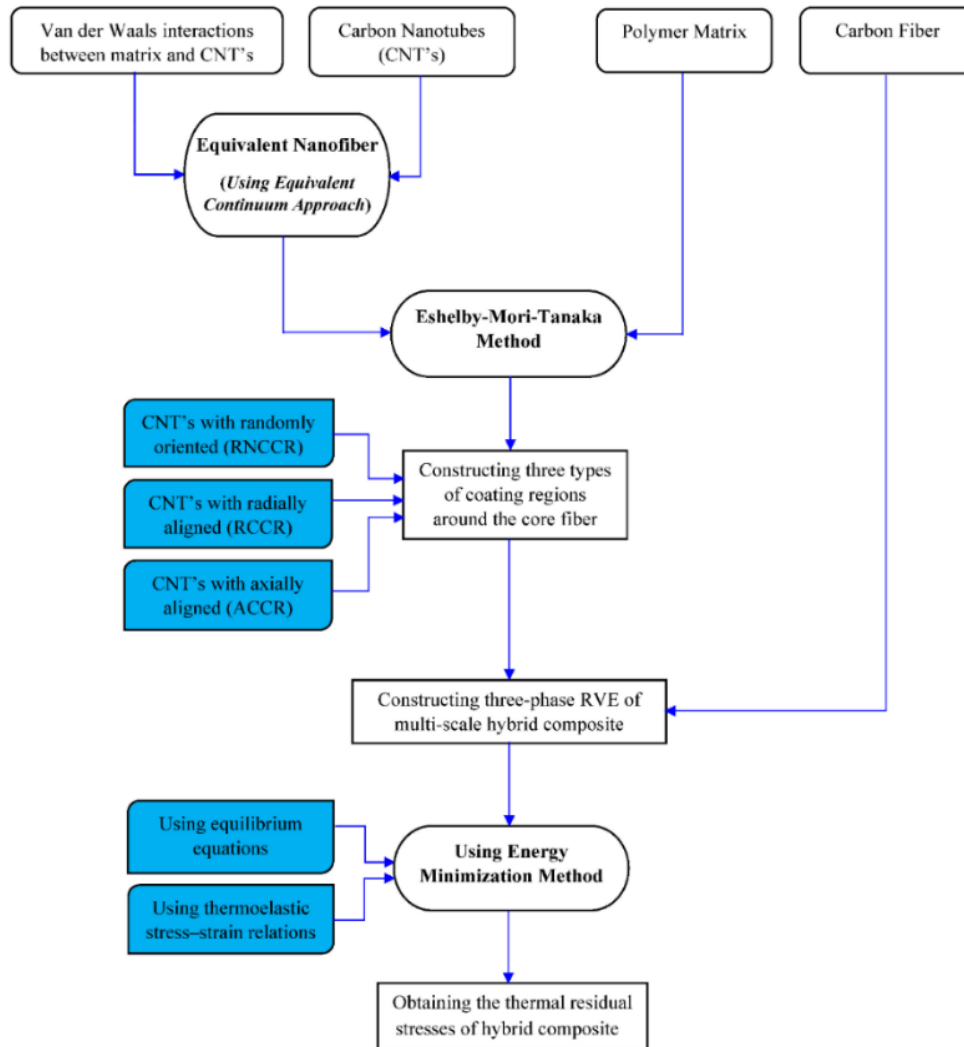 Van der Waals interactions
between matrix and CNT's
Carbon Nanotubes
(CNT's)
Polymer Matrix
Carbon Fiber
Equivalent Nanofiber
(Using Equivalent
Continuum Approach)
Eshelby-Mori-Tanaka
Method
CNT's with randomly
oriented (RNCCR)
CNT's with radially
aligned (RCCR)
CNT's with axially
aligned (ACCR)
Constructing three types
of coating regions
around the core fiber
Constructing three-phase RVE of
multi-scale hybrid composite
Using equilibrium
equations
Using thermoelastic
stress–strain relations
Using Energy
Minimization Method
Obtaining the thermal residual
stresses of hybrid composite